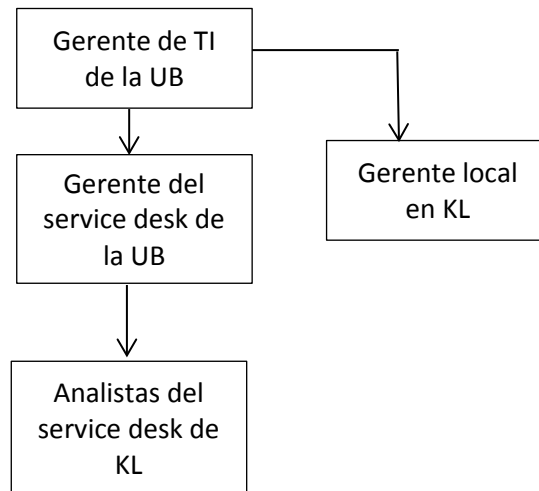 Gerente de TI
de la UB
Gerente del
service desk de
la UB
Gerente local
en KL
Analistas del
service desk de
KL